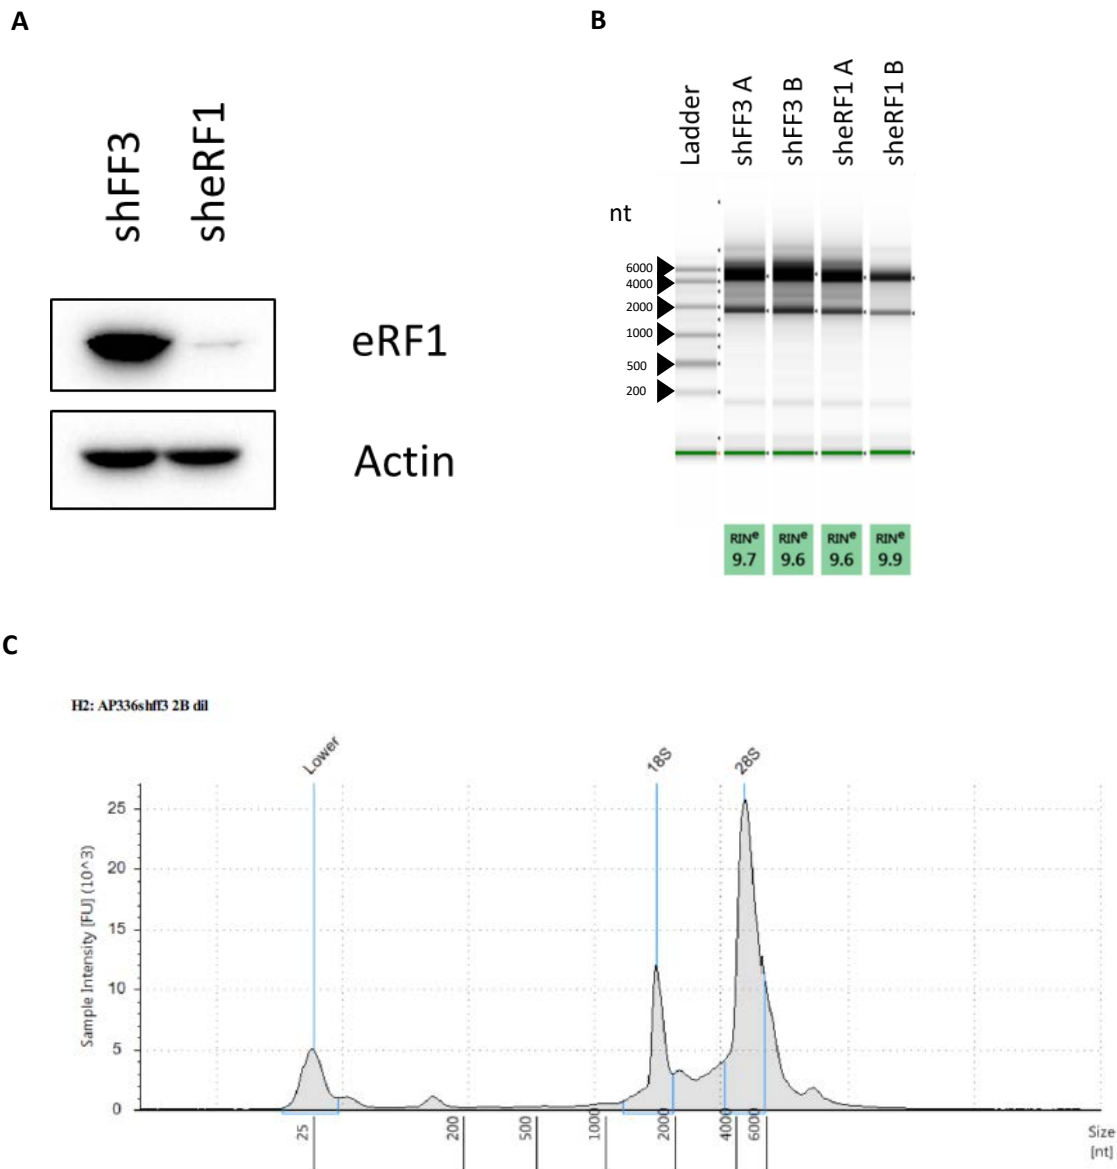 A
shFF3
sheRF1
eRF1
Actin
B
Ladder
shFF3 A
shFF3 B
sheRF1 A
sheRF1 B
nt
6000
4000
2000
1000
500
200
RINe
9.7
RINe
9.6
RINe
9.6
RINe
9.9
C
H2: AP336shff3 2B dil
Lower
18S
28S
Sample Intensity [FU] (10^3)
25
20
15
10
5
0
25
200
500
1000
2000
4000
6000
Size
[nt]